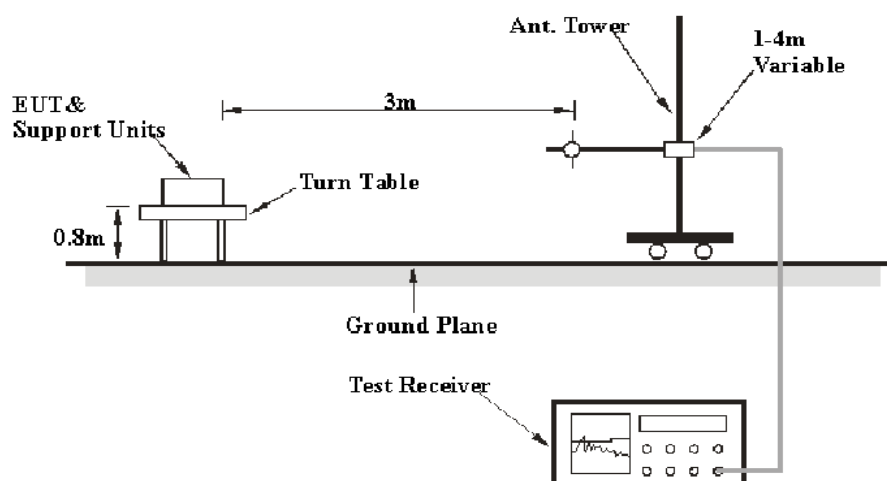 Ant. Tower
1-4m
Variable
3m
EUT&
Support Units
Turn Table
0.8m
Ground Plane
Test Receiver